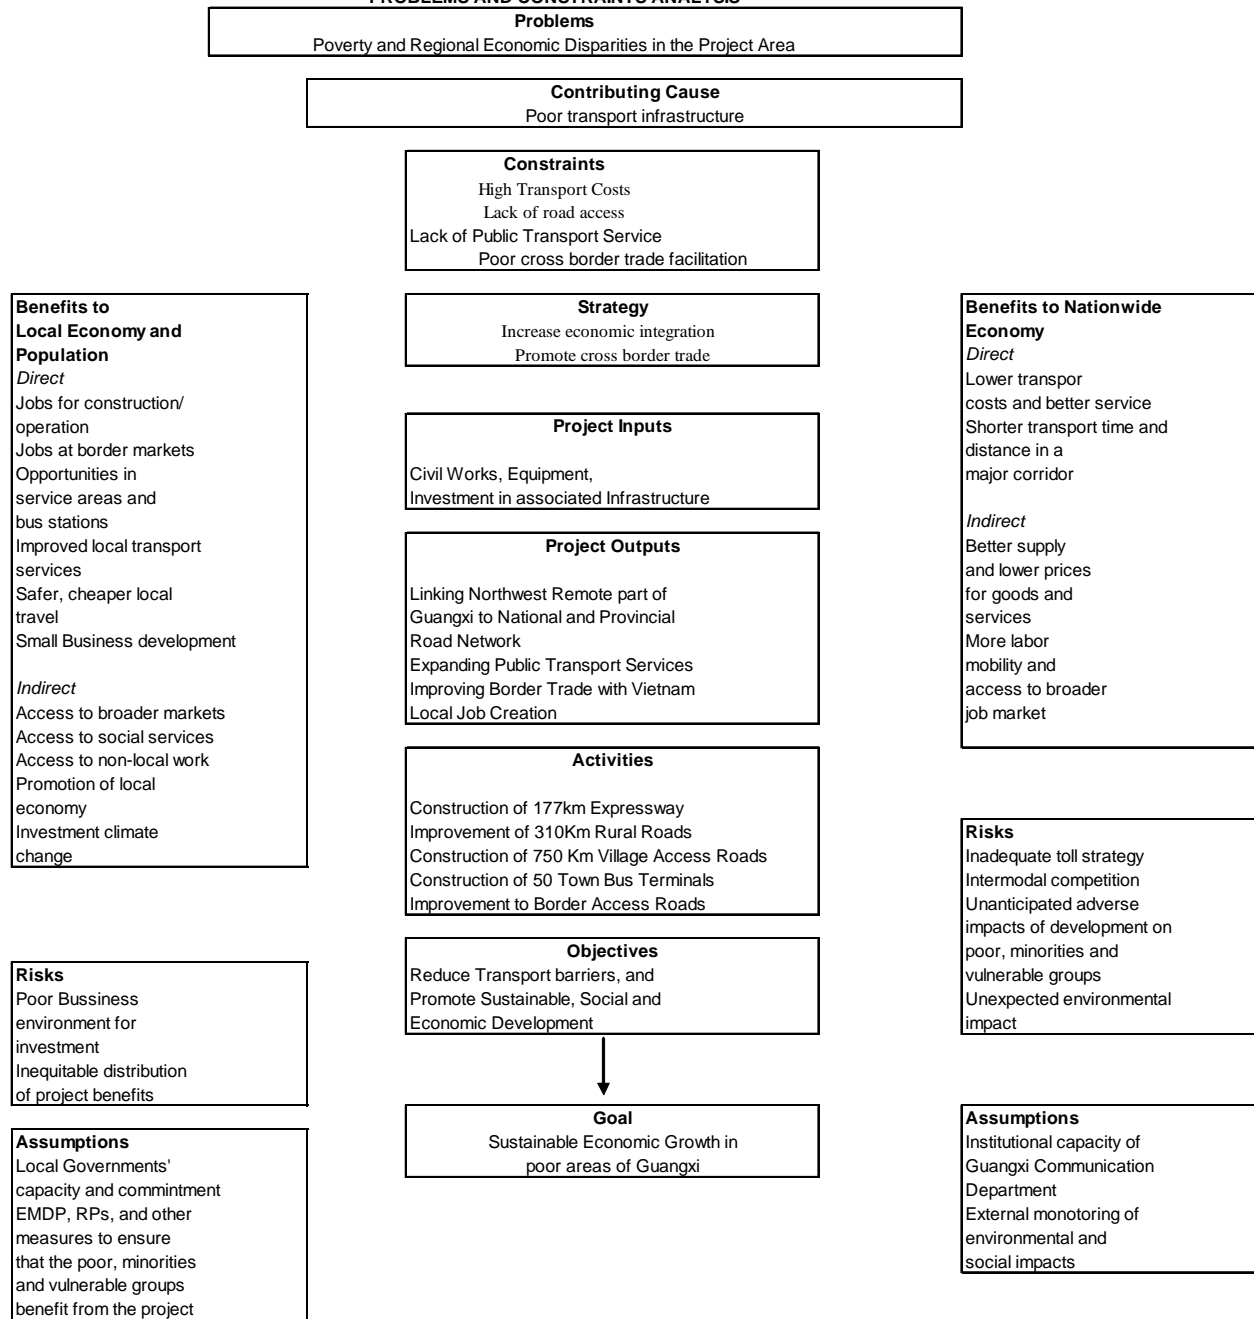 PROBLEMS AND CONSTRAINTS ANALYSIS
Problems
Poverty and Regional Economic Disparities in the Project Area
Contributing Cause
Poor transport infrastructure
Constraints
High Transport Costs
Lack of road access
Lack of Public Transport Service
Poor cross border trade facilitation
Benefits to
Local Economy and
Population
Direct
Jobs for construction/
operation
Jobs at border markets
Opportunities in
service areas and
bus stations
Improved local transport
services
Safer, cheaper local
travel
Small Business development
Indirect
Access to broader markets
Access to social services
Access to non-local work
Promotion of local
economy
Investment climate
change
Risks
Poor Bussiness
environment for
investment
Inequitable distribution
of project benefits
Assumptions
Local Governments'
capacity and commintment
EMDP, RPs, and other
measures to ensure
that the poor, minorities
and vulnerable groups
benefit from the project
Strategy
Increase economic integration
Promote cross border trade
Project Inputs
Civil Works, Equipment,
Investment in associated Infrastructure
Project Outputs
Linking Northwest Remote part of
Guangxi to National and Provincial
Road Network
Expanding Public Transport Services
Improving Border Trade with Vietnam
Local Job Creation
Activities
Construction of 177km Expressway
Improvement of 310Km Rural Roads
Construction of 750 Km Village Access Roads
Construction of 50 Town Bus Terminals
Improvement to Border Access Roads
Objectives
Reduce Transport barriers, and
Promote Sustainable, Social and
Economic Development
Goal
Sustainable Economic Growth in
poor areas of Guangxi
Benefits to Nationwide
Economy
Direct
Lower transpor
costs and better service
Shorter transport time and
distance in a
major corridor
Indirect
Better supply
and lower prices
for goods and
services
More labor
mobility and
access to broader
job market
Risks
Inadequate toll strategy
Intermodal competition
Unanticipated adverse
impacts of development on
poor, minorities and
vulnerable groups
Unexpected environmental
impact
Assumptions
Institutional capacity of
Guangxi Communication
Department
External monotoring of
environmental and
social impacts